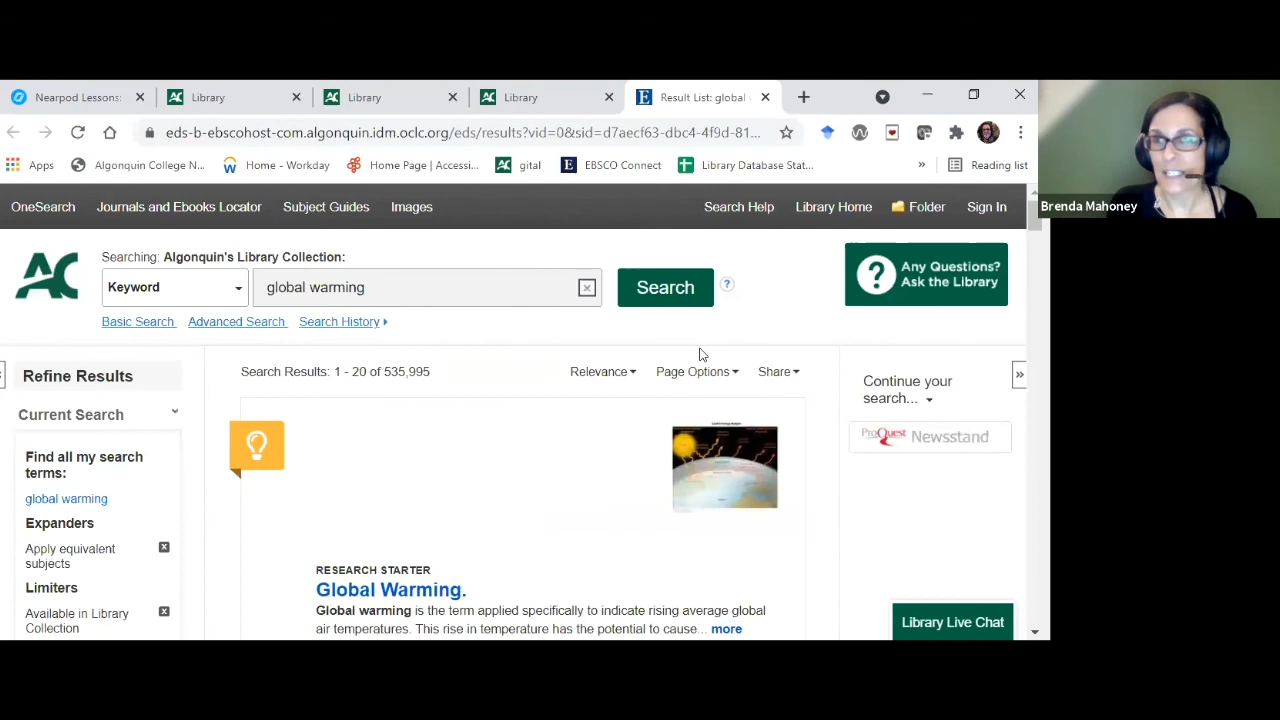 Nearpod Lessons:
Library
Library
Library
Result List: global
eds-b-ebscohost-com.algonquin.idm.oclc.org/eds/results?vid=0&sid=d7aecf63-dbc4-4f9d-81...
Apps
Algonquin College N...
Home - Workday
Home Page | Accessi...
AC
gital
EBSCO Connect
Library Database Stat...
»
Reading list
OneSearch
Journals and Ebooks Locator
Subject Guides
Images
Search Help
Library Home
Folder
Sign In
Brenda Mahoney
AC
Searching: Algonquin's Library Collection:
Keyword
global warming
Search
?
Any Questions?
Ask the Library
Basic Search
Advanced Search
Search History
Refine Results
Current Search
Find all my search
terms:
global warming
Expanders
Apply equivalent
subjects
Limiters
Available in Library
Collection
Search Results: 1 - 20 of 535,995
Relevance
Page Options
Share
RESEARCH STARTER
Global Warming.
Global warming is the term applied specifically to indicate rising average global
air temperatures. This rise in temperature has the potential to cause... more
Continue your
search...
»
ProQuest Newsstand
Library Live Chat